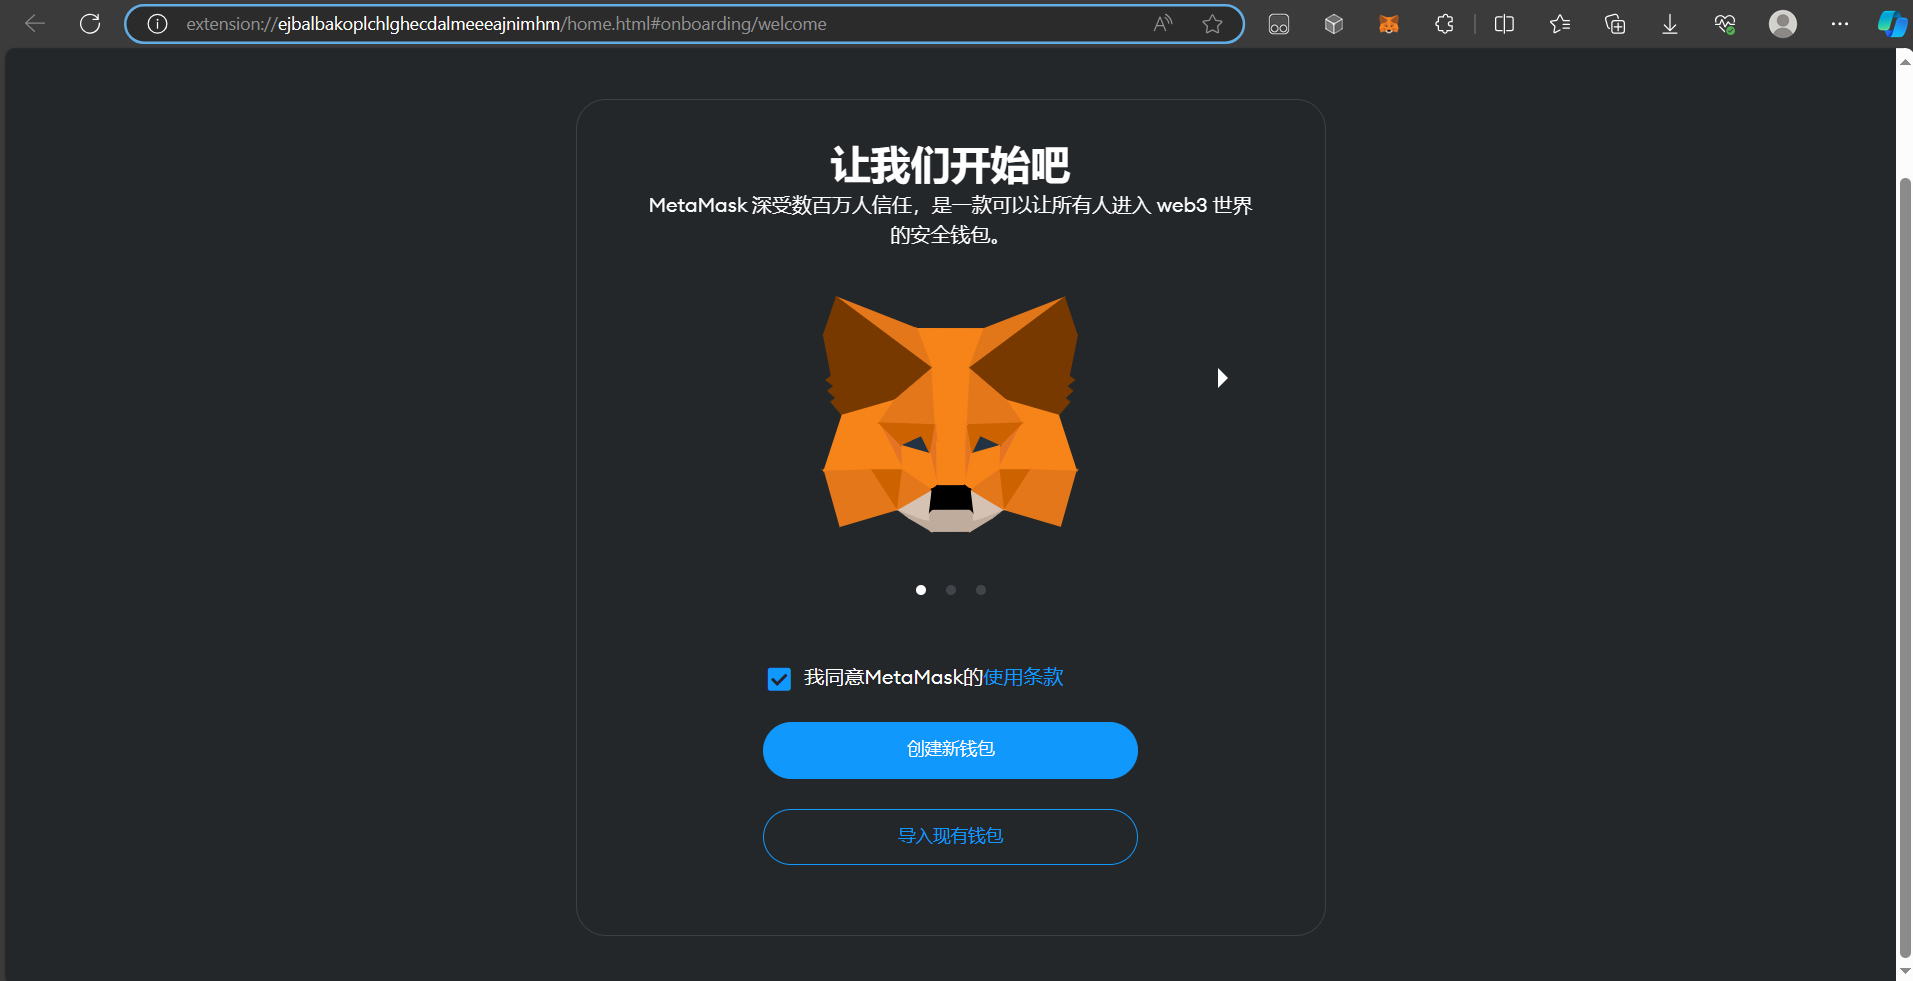 extension://ejbalbakoplchlghecdalmeeeajnimhm/home.html#onboarding/welcome
让我们开始吧
MetaMask 深受数百万人信任，是一款可以让所有人进入 web3 世界
的安全钱包。
我同意MetaMask的使用条款
创建新钱包
导入现有钱包